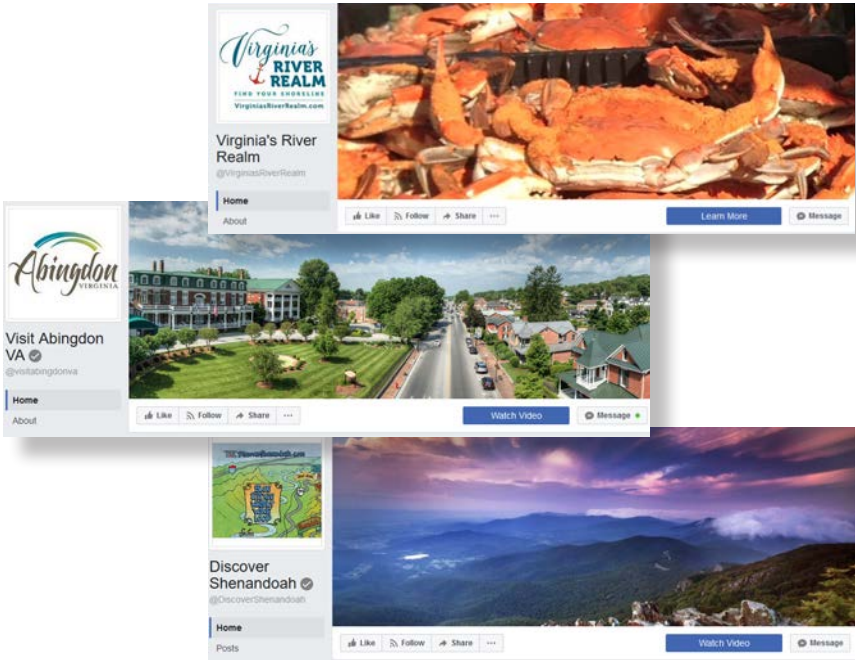 Virginia's
RIVER
REALM
FIND YOUR SHORELINE
VirginiasRiverRealm.com
Virginia's River
Realm
@VirginiasRiverRealm
Home
About
Like Follow Share ... Learn More Message
Abingdon
VIRGINIA
Visit Abingdon
VA
@visitabingdonva
Home
About
Like Follow Share ... Watch Video Message
Discover
Shenandoah
@DiscoverShenandoah
Home
Posts
Like Follow Share ... Watch Video Message